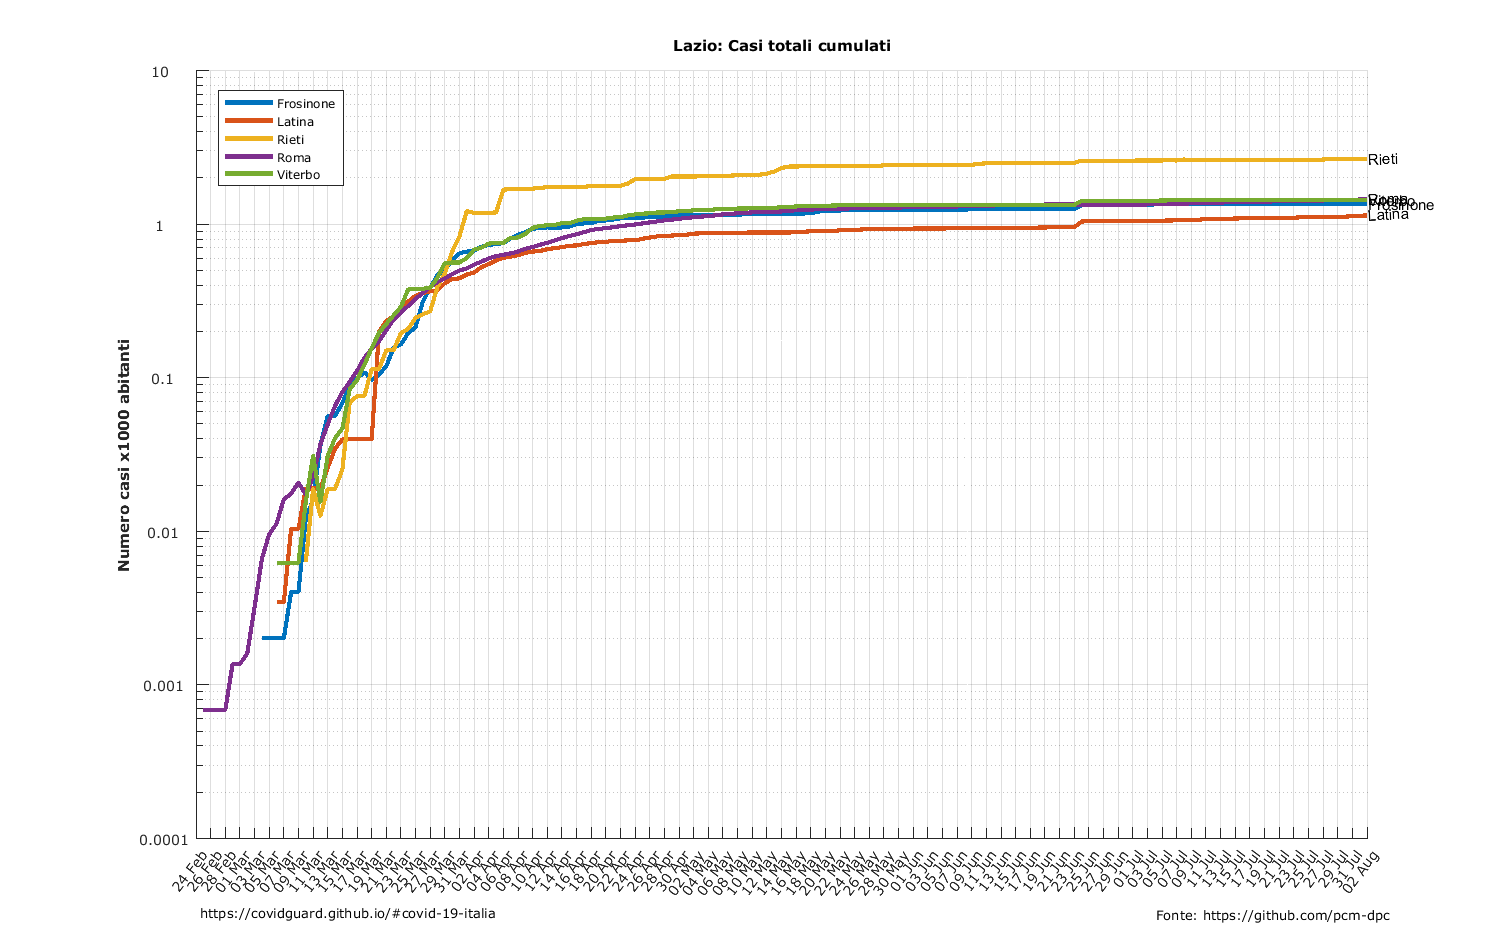 Lazio: Casi totali cumulati
10
1
0.1
0.01
0.001
0.0001
Numero casi x1000 abitanti
Frosinone
Latina
Rieti
Roma
Viterbo
Rieti
Roma
Viterbo
Frosinone
Latina
24 Feb
26 Feb
28 Feb
01 Mar
03 Mar
05 Mar
07 Mar
09 Mar
11 Mar
13 Mar
15 Mar
17 Mar
19 Mar
21 Mar
23 Mar
25 Mar
27 Mar
29 Mar
31 Mar
02 Apr
04 Apr
06 Apr
08 Apr
10 Apr
12 Apr
14 Apr
16 Apr
18 Apr
20 Apr
22 Apr
24 Apr
26 Apr
28 Apr
30 Apr
02 May
04 May
06 May
08 May
10 May
12 May
14 May
16 May
18 May
20 May
22 May
24 May
26 May
28 May
30 May
01 Jun
03 Jun
05 Jun
07 Jun
09 Jun
11 Jun
13 Jun
15 Jun
17 Jun
19 Jun
21 Jun
23 Jun
25 Jun
27 Jun
29 Jun
01 Jul
03 Jul
05 Jul
07 Jul
09 Jul
11 Jul
13 Jul
15 Jul
17 Jul
19 Jul
21 Jul
23 Jul
25 Jul
27 Jul
29 Jul
31 Jul
02 Aug
https://covidguard.github.io/#covid-19-italia
Fonte: https://github.com/pcm-dpc